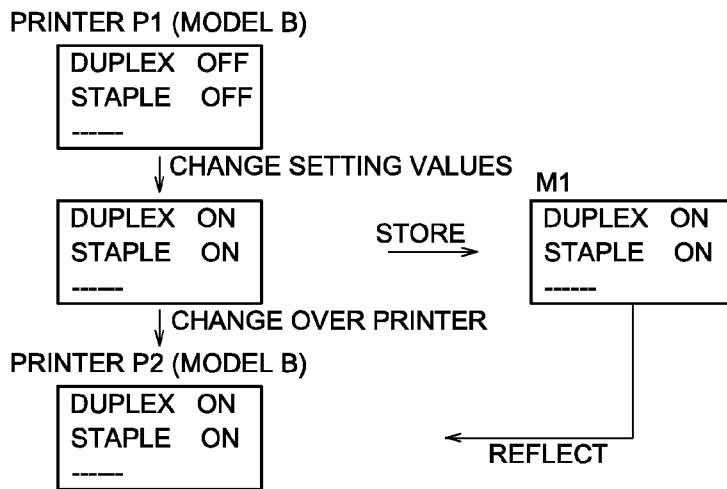 PRINTER P1 (MODEL B)
DUPLEX OFF
STAPLE OFF
------
CHANGE SETTING VALUES
M1
DUPLEX ON
STAPLE ON
------
STORE
DUPLEX ON
STAPLE ON
------
CHANGE OVER PRINTER
PRINTER P2 (MODEL B)
DUPLEX ON
STAPLE ON
------
REFLECT